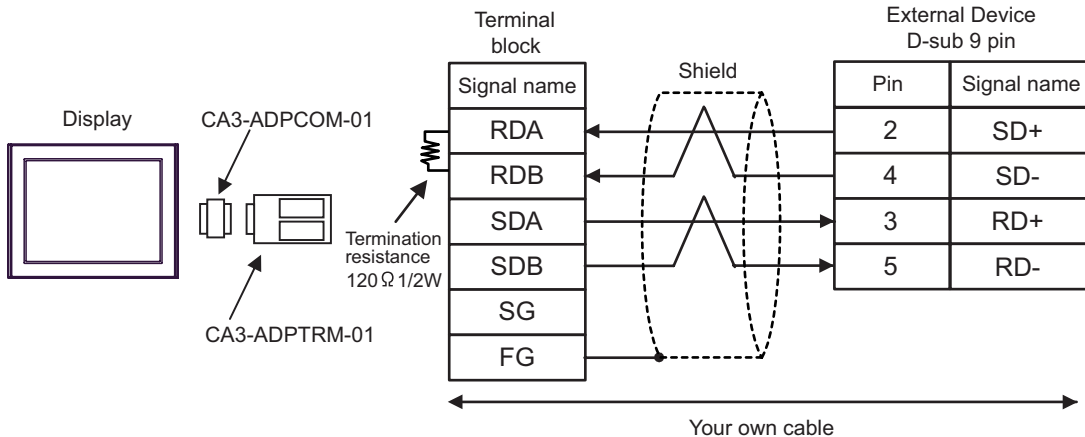 Terminal
block
External Device
D-sub 9 pin
Signal name
Shield
Pin Signal name
Display
CA3-ADPCOM-01
RDA
2 SD+
RDB
4 SD-
SDA
3 RD+
Termination
resistance
120Ω 1/2W
SDB
5 RD-
SG
CA3-ADPTRM-01
FG
Your own cable